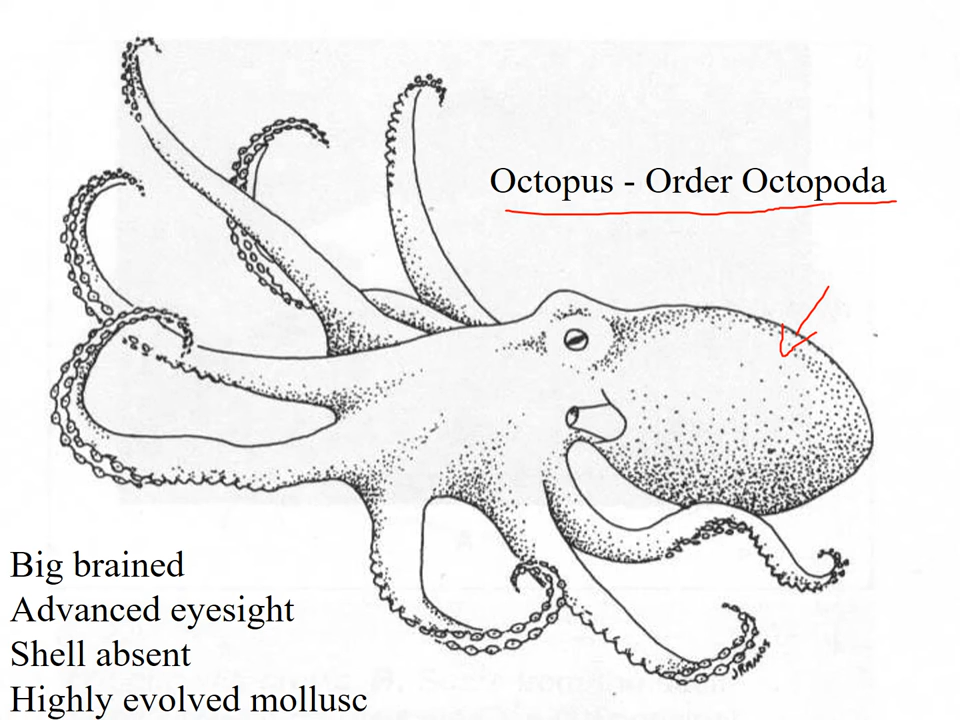 Octopus - Order Octopoda
Big brained
Advanced eyesight
Shell absent
Highly evolved mollusc